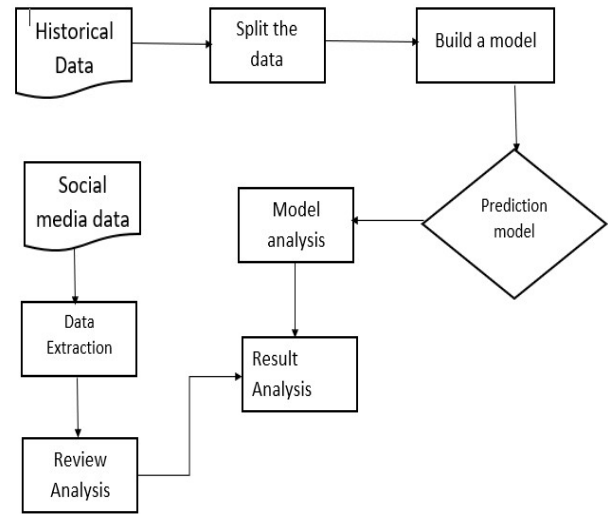 Historical
Data
Split the
data
Build a model
Prediction
model
Model
analysis
Social
media data
Data
Extraction
Result
Analysis
Review
Analysis